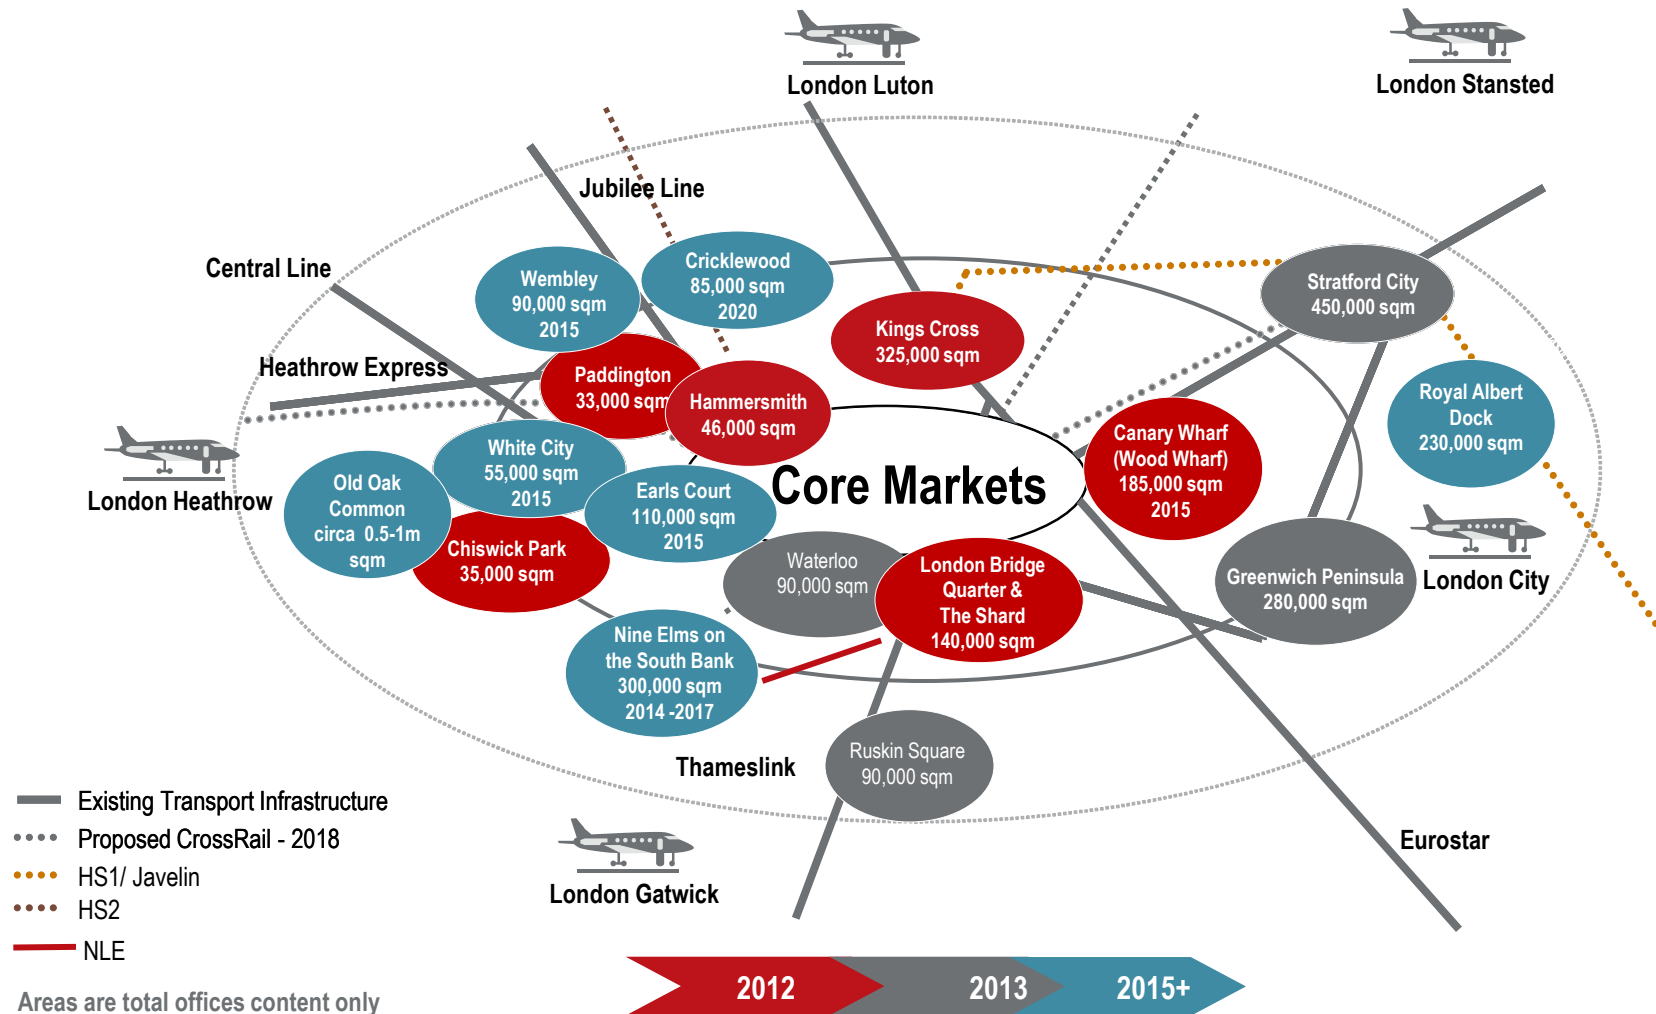 London Luton
London Stansted
Jubilee Line
Central Line
Wembley
90,000 sqm
2015
Cricklewood
85,000 sqm
2020
Stratford City
450,000 sqm
Kings Cross
325,000 sqm
Heathrow Express
Paddington
33,000 sqm
Hammersmith
46,000 sqm
Royal Albert
Dock
230,000 sqm
Canary Wharf
(Wood Wharf)
185,000 sqm
2015
White City
55,000 sqm
2015
Core Markets
London Heathrow
Old Oak
Common
circa 0.5-1m
sqm
Earls Court
110,000 sqm
2015
Chiswick Park
35,000 sqm
Waterloo
90,000 sqm
London Bridge
Quarter &
The Shard
140,000 sqm
Greenwich Peninsula
280,000 sqm
London City
Nine Elms on
the South Bank
300,000 sqm
2014 -2017
Thameslink
Ruskin Square
90,000 sqm
Eurostar
London Gatwick
Existing Transport Infrastructure
Proposed CrossRail - 2018
HS1/ Javelin
HS2
NLE
Areas are total offices content only
2012
2013
2015+